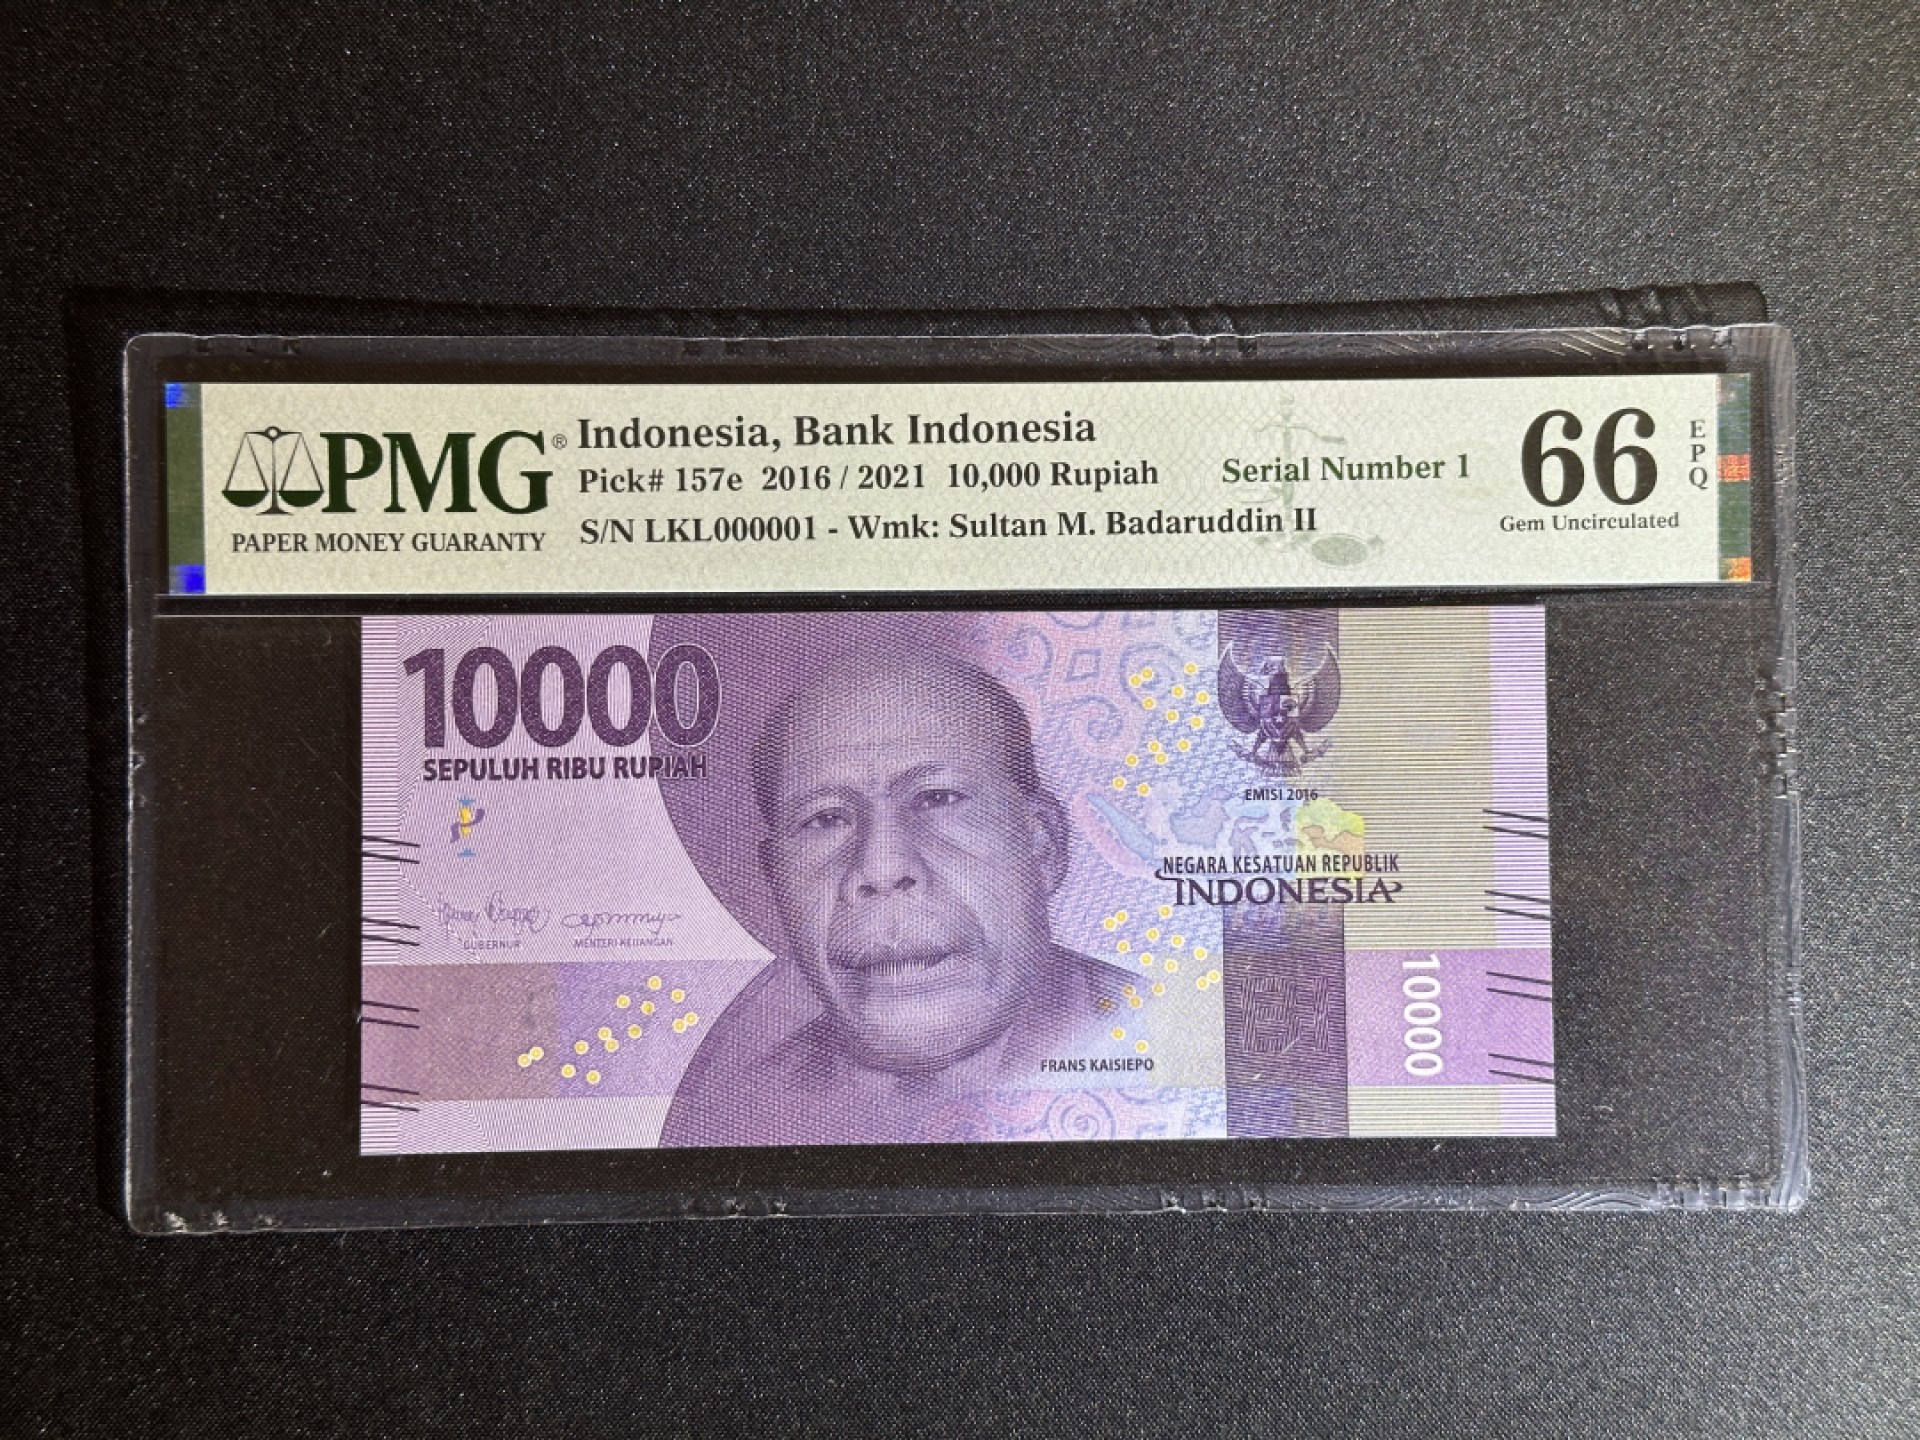 PMG®
PAPER MONEY GUARANTY
Indonesia, Bank Indonesia
Pick# 157e 2016 / 2021 10,000 Rupiah
Serial Number 1
S/N LKL000001 - Wmk: Sultan M. Badaruddin II
66
EPQ
Gem Uncirculated
10000
SEPULUH RIBU RUPIAH
EMISI 2016
NEGARA KESATUAN REPUBLIK
INDONESIA
GUBERNUR
MENTERI KEUANGAN
FRANS KAISIEPO
10000